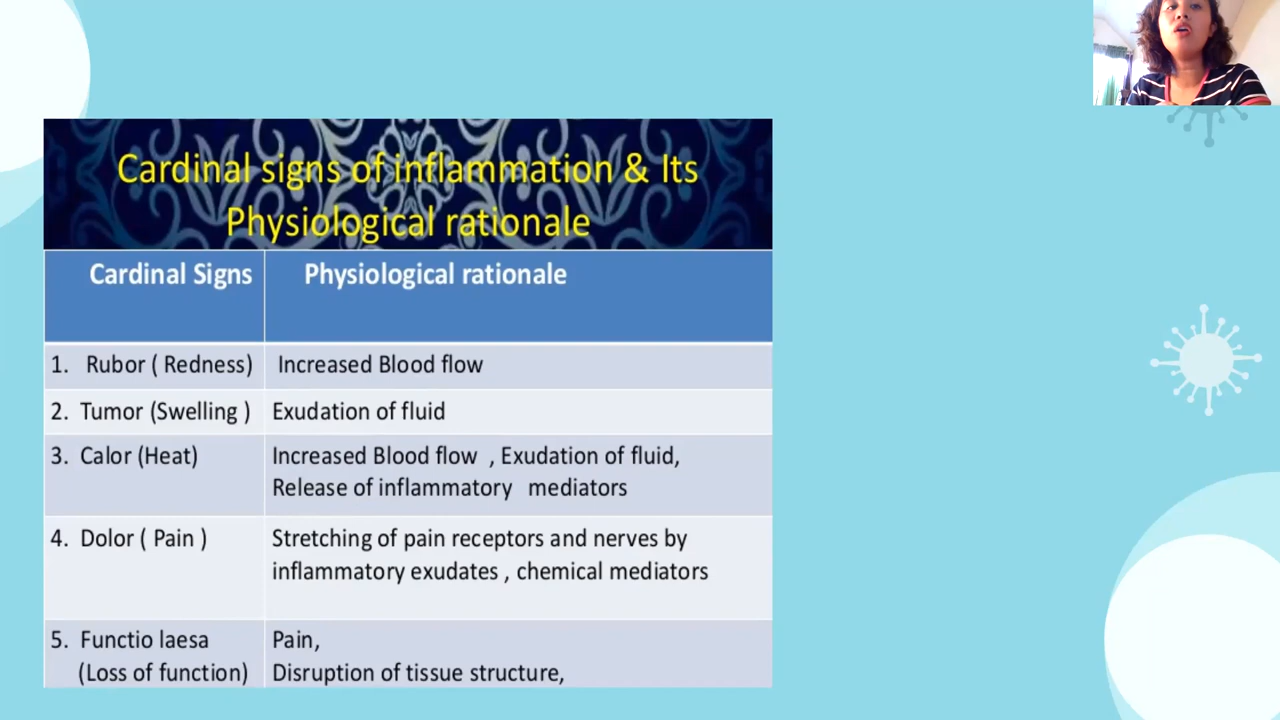 Cardinal signs of inflammation & Its
Physiological rationale
Cardinal Signs
Physiological rationale
1. Rubor ( Redness)
Increased Blood flow
2. Tumor (Swelling )
Exudation of fluid
3. Calor (Heat)
Increased Blood flow , Exudation of fluid,
Release of inflammatory mediators
4. Dolor ( Pain )
Stretching of pain receptors and nerves by
inflammatory exudates , chemical mediators
5. Functio laesa
(Loss of function)
Pain,
Disruption of tissue structure,